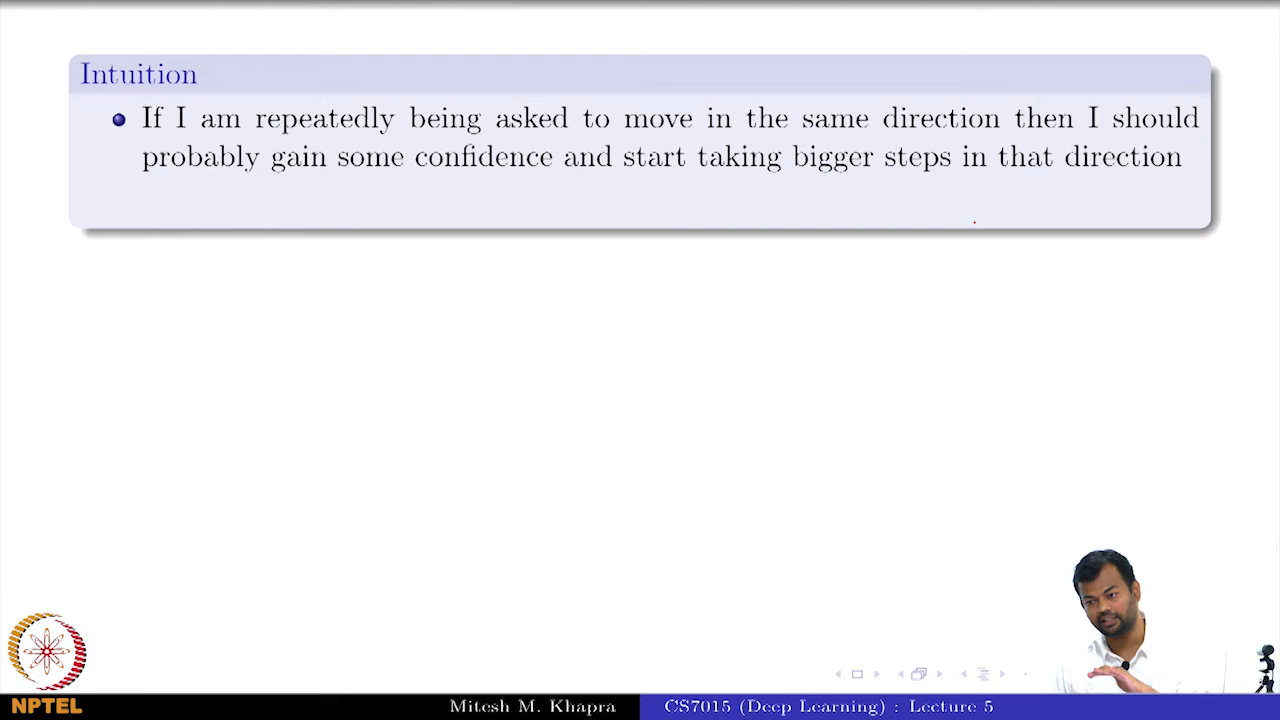 Intuition
If I am repeatedly being asked to move in the same direction then I should
probably gain some confidence and start taking bigger steps in that direction
NPTEL
Mitesh M. Khapra
CS7015 (Deep Learning) : Lecture 5